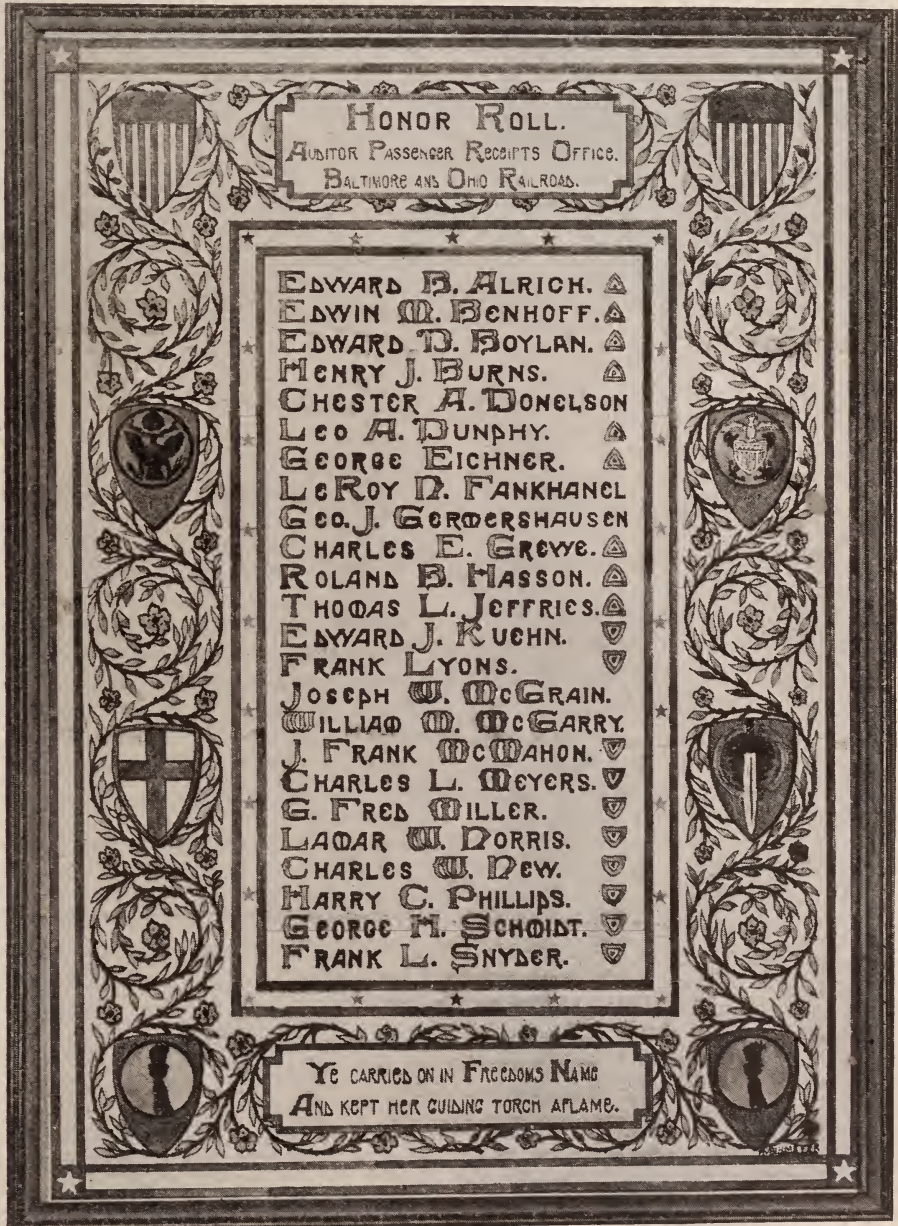 HONOR ROLL.
AUDITOR PASSENGER RECEIPTS OFFICE.
BALTIMORE AND OHIO RAILROAD.
EDWARD B. ALRICH.
EDWIN M. BENHOFF.
EDWARD D. BOYLAN.
HENRY J. BURNS.
CHESTER A. DONELSON
LEO A. DUNPHY.
GEORGE EICHNER.
LEROY N. FANKHANEL
GEO. J. GERMERSHAUSEN
CHARLES E. GREWE.
ROLAND B. HASSON.
THOMAS L. JEFFRIES.
EDWARD J. KUEHN.
FRANK LYONS.
JOSEPH W. MCGRAIN.
WILLIAM M. MCGARRY.
J. FRANK MCMAHON.
CHARLES L. MEYERS.
G. FRED MILLER.
LAMAR W. NORRIS.
CHARLES W. NEW.
HARRY C. PHILLIPS.
GEORGE H. SCHMIDT.
FRANK L. SNYDER.
YE CARRIED ON IN FREEDOMS NAME
AND KEPT HER GUIDING TORCH AFLAME.